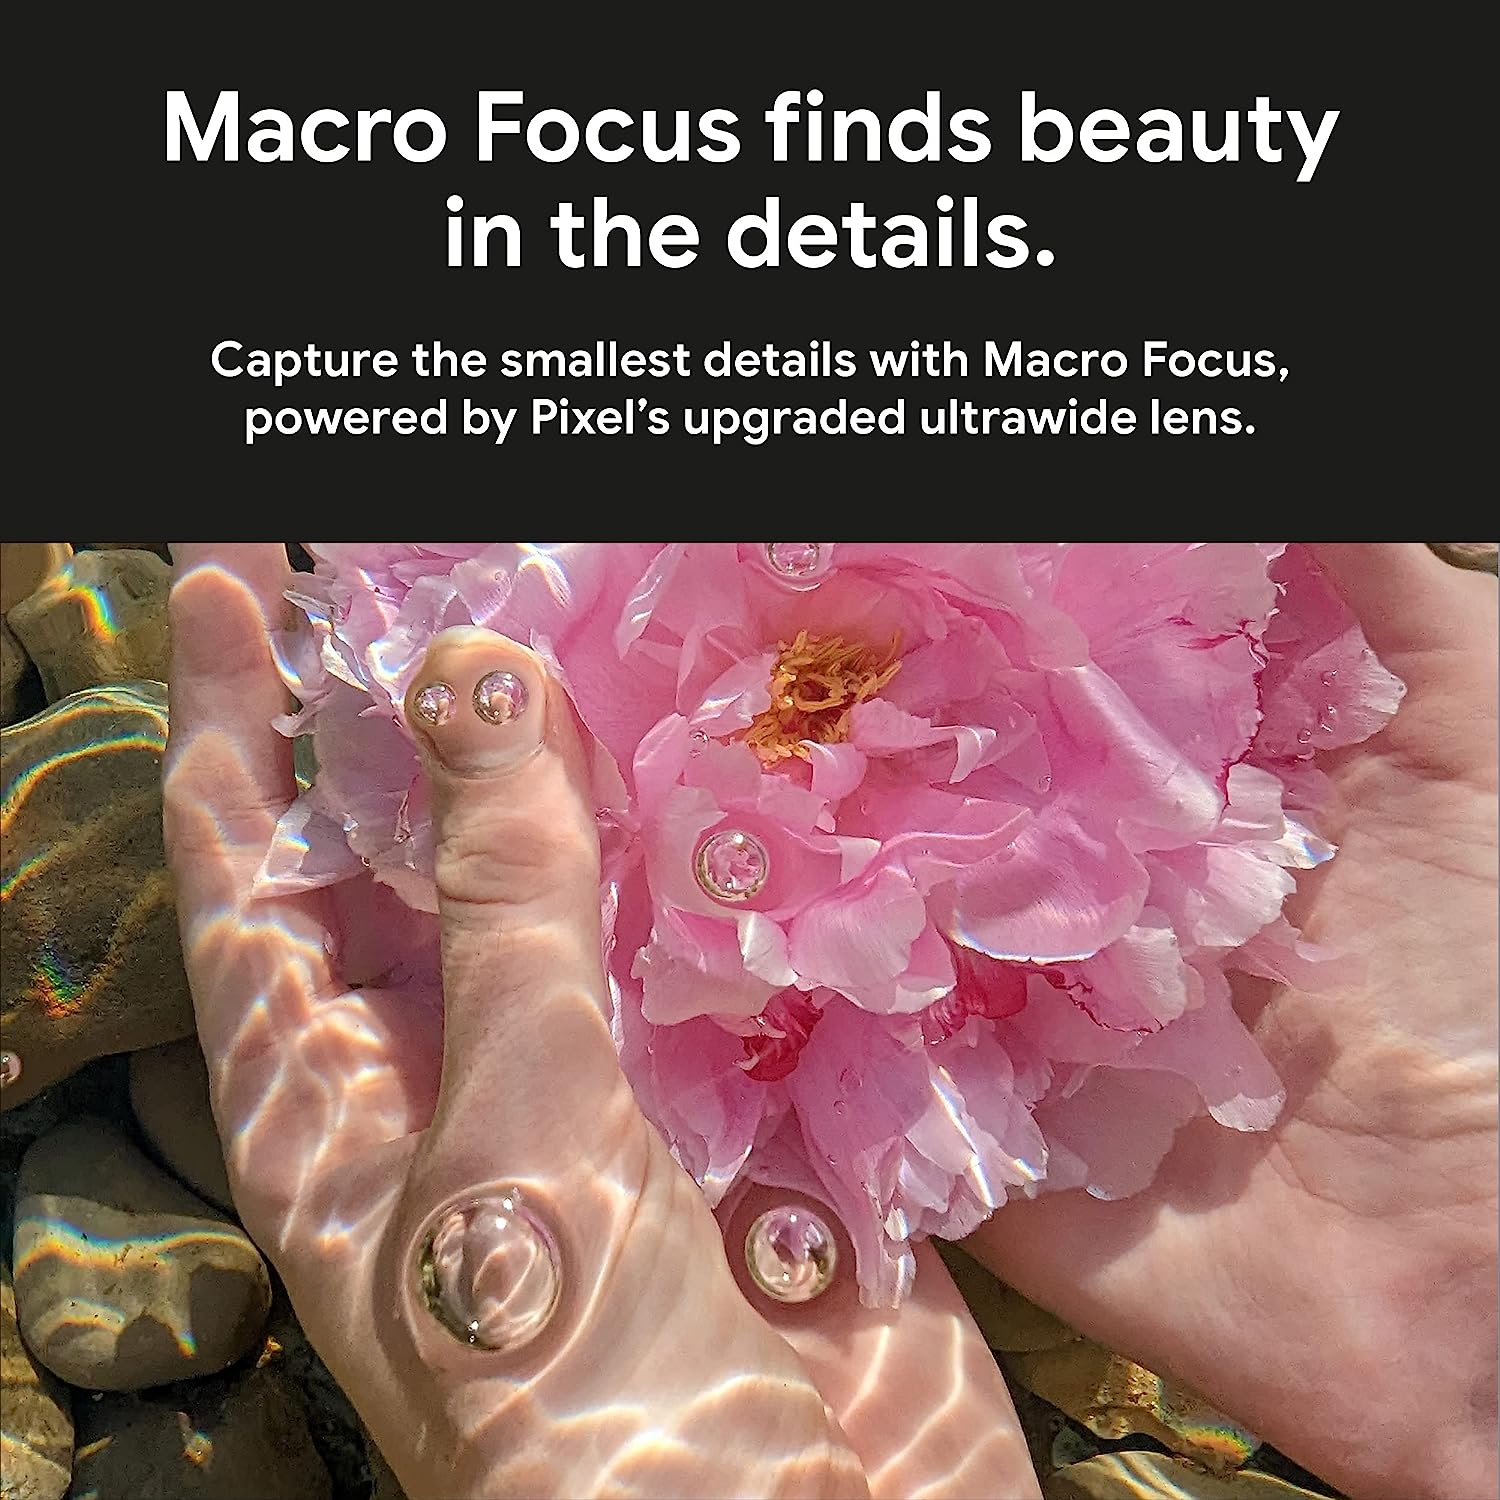 Macro Focus finds beauty
in the details.
Capture the smallest details with Macro Focus,
powered by Pixel’s upgraded ultrawide lens.